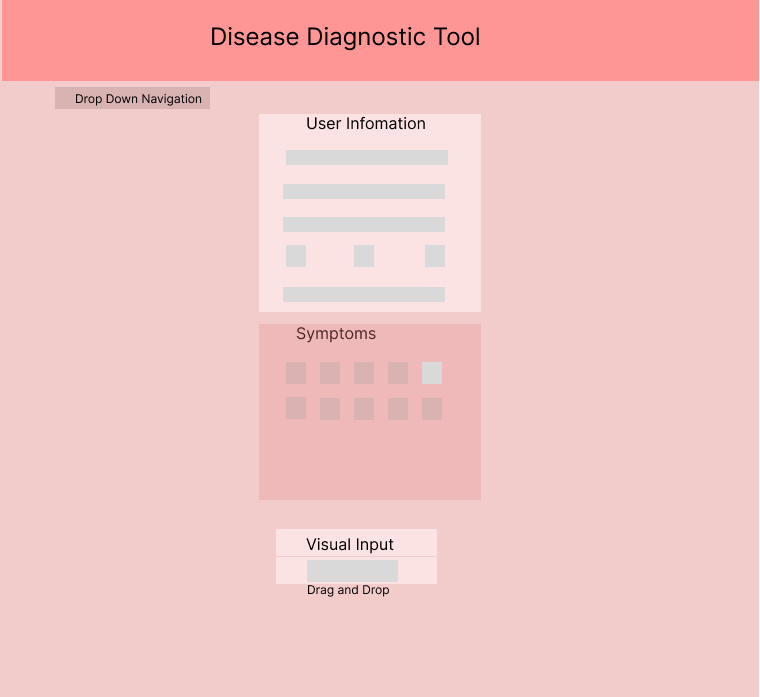 Disease Diagnostic Tool
Drop Down Navigation
User Infomation
Symptoms
Visual Input
Drag and Drop